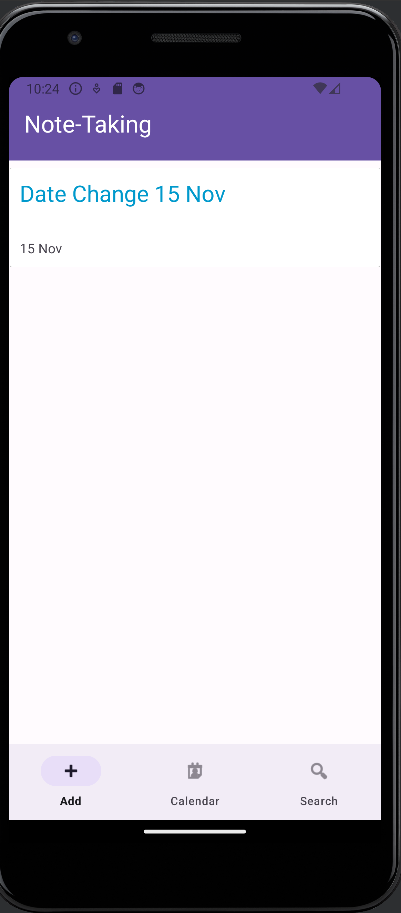 10:24
Note-Taking
Date Change 15 Nov
15 Nov
Add
Calendar
Search